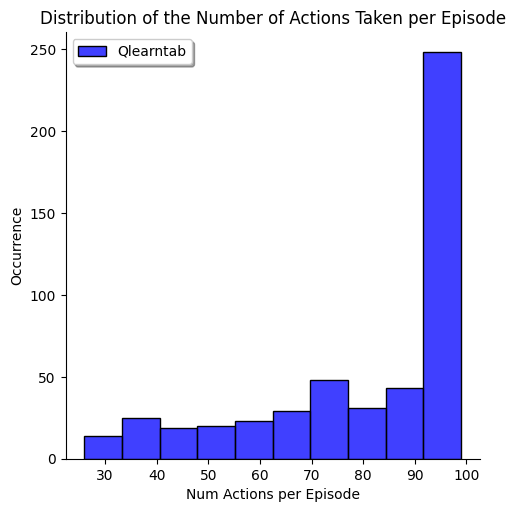 Distribution of the Number of Actions Taken per Episode
Qlearntab
250
200
150
100
50
0
Occurrence
30 40 50 60 70 80 90 100
Num Actions per Episode